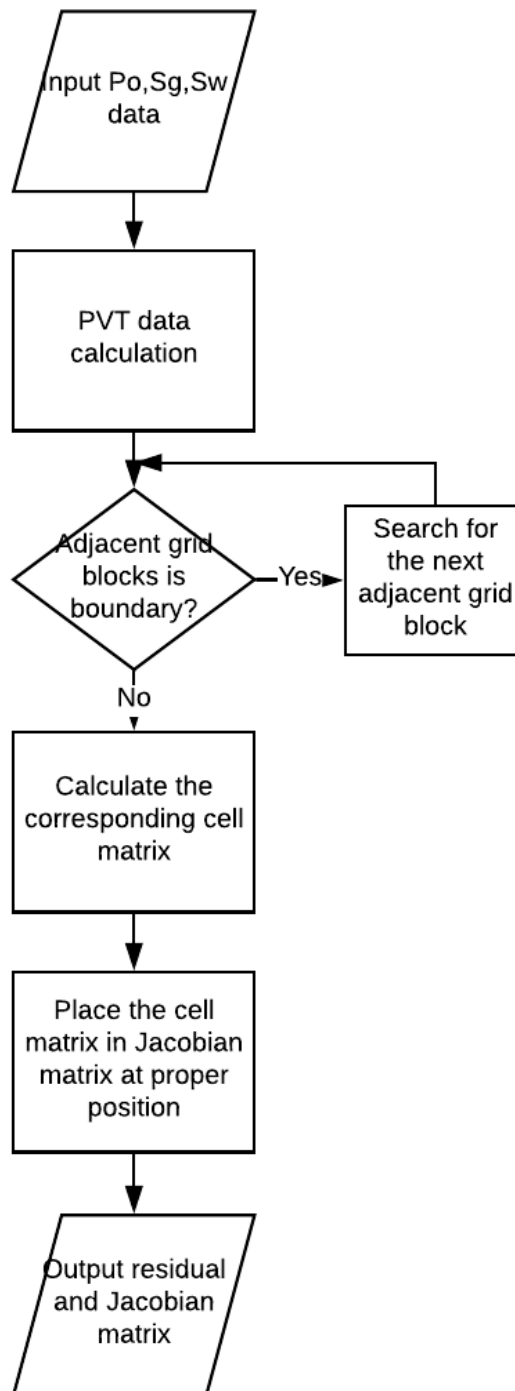 Input Po,Sg,Sw
data
PVT data
calculation
Adjacent grid
blocks is
boundary?
Yes
Search for
the next
adjacent grid
block
No
Calculate the
corresponding cell
matrix
Place the cell
matrix in Jacobian
matrix at proper
position
Output residual
and Jacobian
matrix